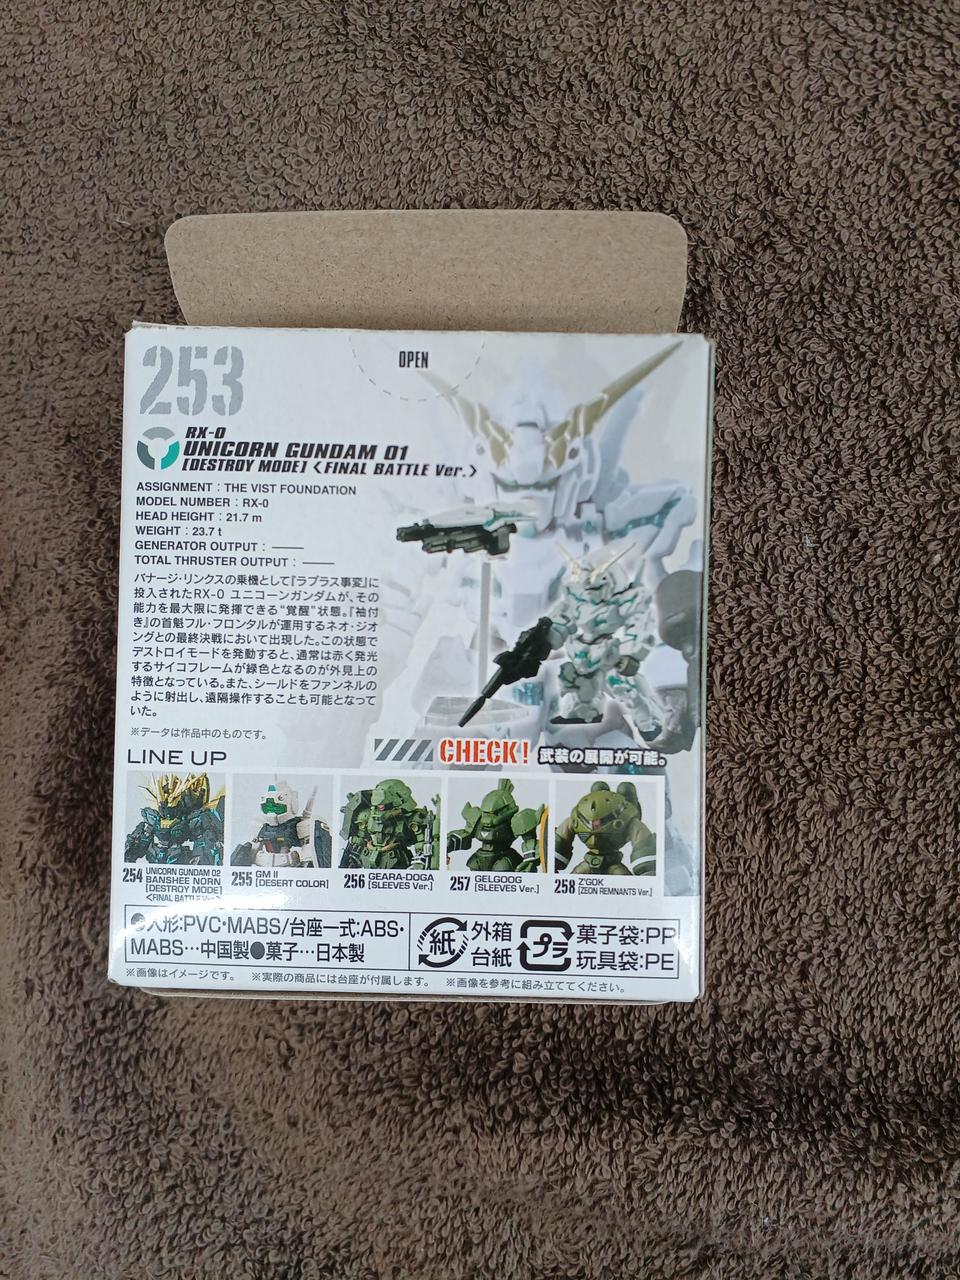 253
OPEN
RX-0
UNICORN GUNDAM 01
[DESTROY MODE]〈FINAL BATTLE Ver.〉
ASSIGNMENT：THE VIST FOUNDATION
MODEL NUMBER：RX-0
HEAD HEIGHT：21.7 m
WEIGHT：23.7 t
GENERATOR OUTPUT：――
TOTAL THRUSTER OUTPUT：――
バナージ・リンクスの乗機として『ラプラス事変』に
投入されたRX-0 ユニコーンガンダムが、その
能力を最大限に発揮できる“覚醒”状態。『袖付
き』の首魁フル・フロンタルが運用するネオ・ジオ
ングとの最終決戦において出現した。この状態で
デストロイモードを発動すると、通常は赤く発光
するサイコフレームが緑色となるのが外見上の
特徴となっている。また、シールドをファンネルの
ように射出し、遠隔操作することも可能となって
いた。
※データは作品中のものです。
CHECK! 武装の展開が可能。
LINE UP
254 UNICORN GUNDAM 02
BANSHEE NORN
[DESTROY MODE]
〈FINAL BATTLE Ver.〉
255 GM II
[DESERT COLOR]
256 GEARA-DOGA
[SLEEVES Ver.]
257 GELGOOG
[SLEEVES Ver.]
258 Z'GOK
[ZEON REMNANTS Ver.]
●人形:PVC・MABS/台座一式:ABS・
MABS…中国製●菓子…日本製
紙 外箱
台紙
プラ 菓子袋:PP
玩具袋:PE
※画像はイメージです。 ※実際の商品には台座が付属します。 ※画像を参考に組み立ててください。